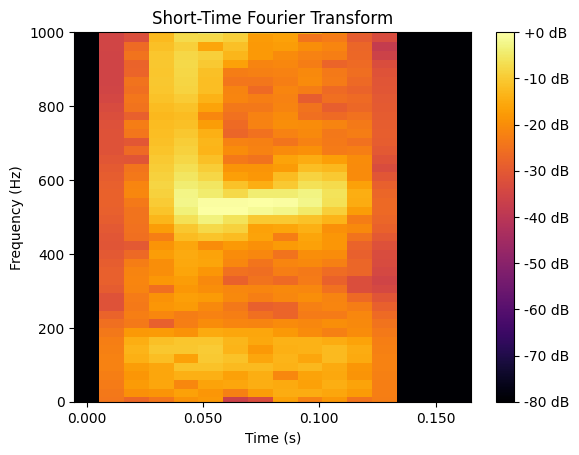 Short-Time Fourier Transform
Frequency (Hz)
1000
800
600
400
200
0
0.000
0.050
0.100
0.150
Time (s)
+0 dB
-10 dB
-20 dB
-30 dB
-40 dB
-50 dB
-60 dB
-70 dB
-80 dB